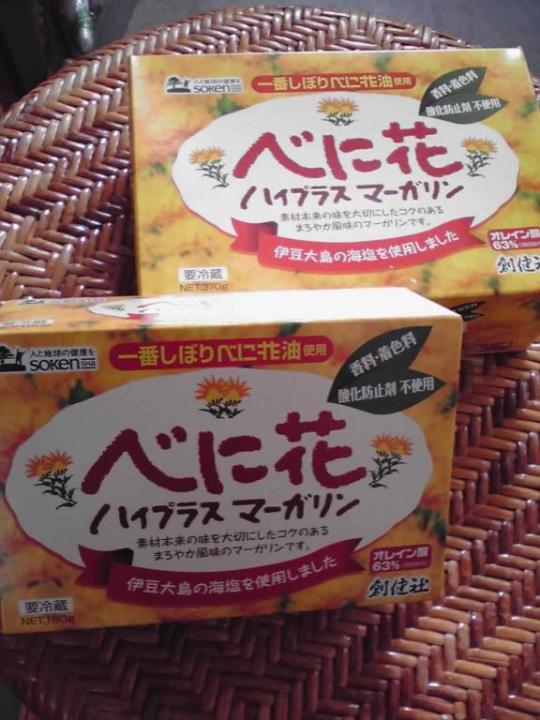 人と地球の健康を
SOKEN SHA
一番しぼりべに花油使用
香料・着色料
酸化防止剤 不使用
べに花
ハイプラス マーガリン
素材本来の味を大切にしたコクのある
まろやか風味のマーガリンです。
伊豆大島の海塩を使用しました
オレイン酸
63%
要冷蔵
NET.370g
創健社
人と地球の健康を
SOKEN SHA
一番しぼりべに花油使用
香料・着色料
酸化防止剤 不使用
べに花
ハイプラス マーガリン
素材本来の味を大切にしたコクのある
まろやか風味のマーガリンです。
伊豆大島の海塩を使用しました
オレイン酸
63%
要冷蔵
NET.180g
創健社